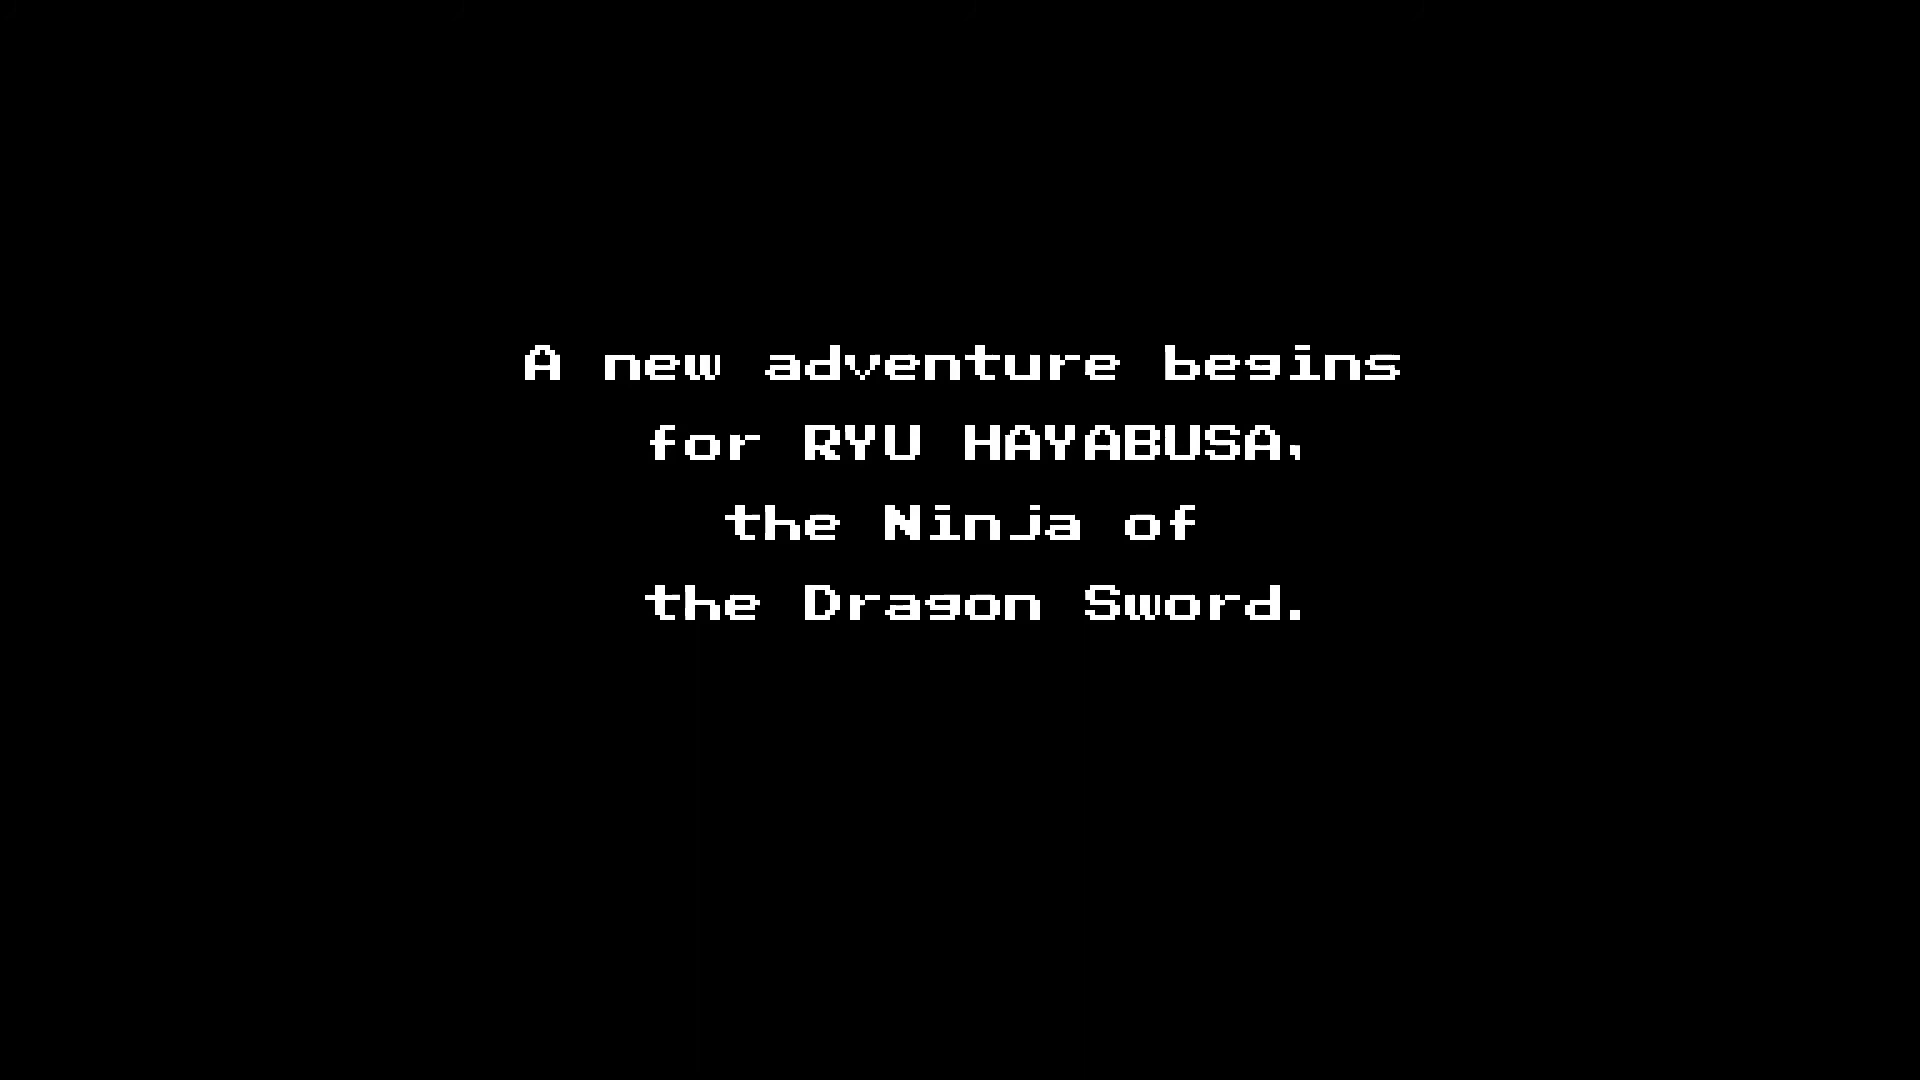 A new adventure begins
for RYU HAYABUSA,
the Ninja of
the Dragon Sword.